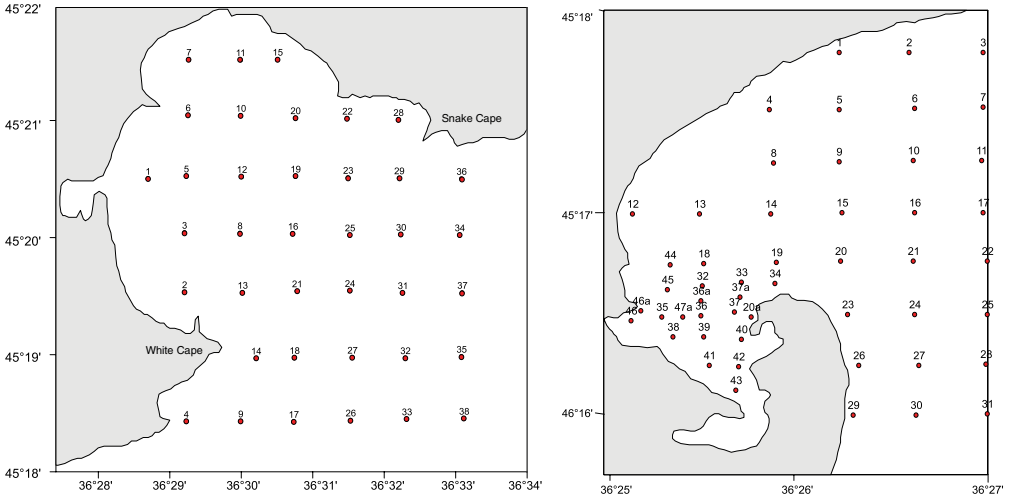 45°22'
7 11 15
6 10 20 22 28
Snake Cape
45°21'
1 5 12 19 23 29 36
3 8 16 25 30 34
45°20'
2 13 21 24 31 37
White Cape
45°19'
14 18 27 32 35
4 9 17 26 33 38
45°18'
36°28' 36°29' 36°30' 36°31' 36°32' 36°33' 36°34'
45°18'
1 2 3
4 5 6 7
8 9 10 11
45°17'
12 13 14 15 16 17
44 18 19 20 21 22
45 32 33 34
36a 37a
46a
46 35 47a 36 37 20a 23 24 25
38 39 40
41 42 26 27 28
43
46°16'
29 30 31
36°25' 36°26' 36°27'